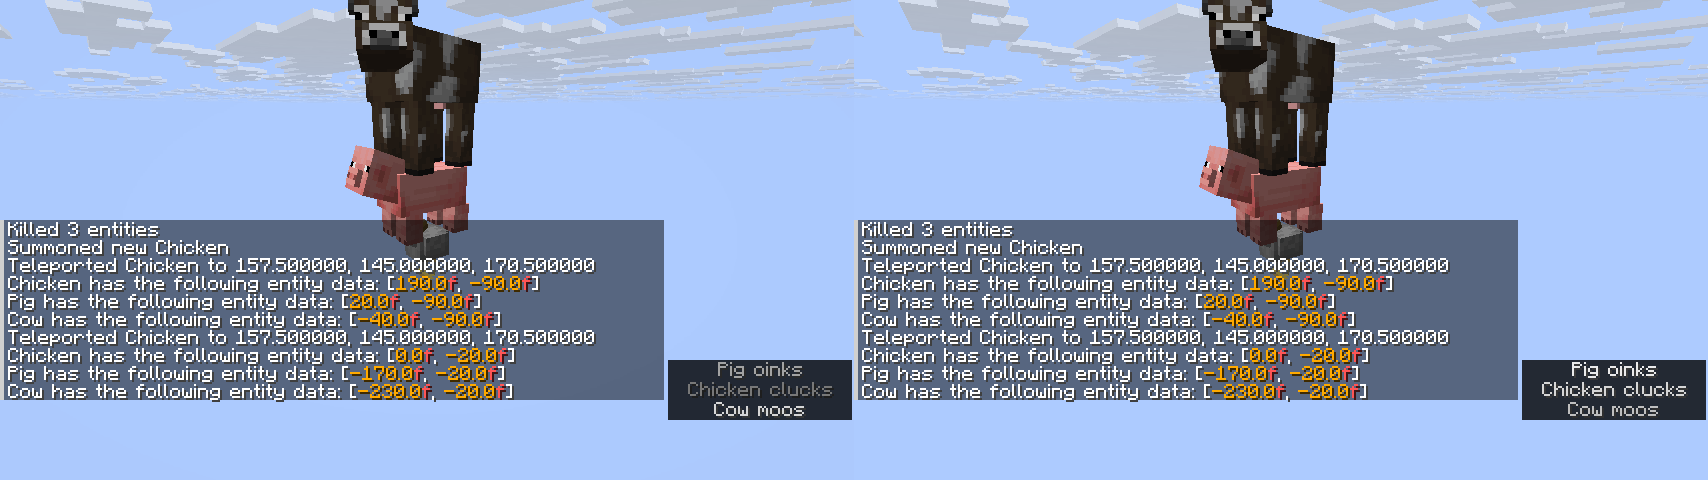 Killed 3 entities
Summoned new Chicken
Teleported Chicken to 157.500000, 145.000000, 170.500000
Chicken has the following entity data: [190.0f, -90.0f]
Pig has the following entity data: [20.0f, -90.0f]
Cow has the following entity data: [-40.0f, -90.0f]
Teleported Chicken to 157.500000, 145.000000, 170.500000
Chicken has the following entity data: [0.0f, -20.0f]
Pig has the following entity data: [-170.0f, -20.0f]
Cow has the following entity data: [-230.0f, -20.0f]
Pig oinks
Chicken clucks
Cow moos
Killed 3 entities
Summoned new Chicken
Teleported Chicken to 157.500000, 145.000000, 170.500000
Chicken has the following entity data: [190.0f, -90.0f]
Pig has the following entity data: [20.0f, -90.0f]
Cow has the following entity data: [-40.0f, -90.0f]
Teleported Chicken to 157.500000, 145.000000, 170.500000
Chicken has the following entity data: [0.0f, -20.0f]
Pig has the following entity data: [-170.0f, -20.0f]
Cow has the following entity data: [-230.0f, -20.0f]
Pig oinks
Chicken clucks
Cow moos